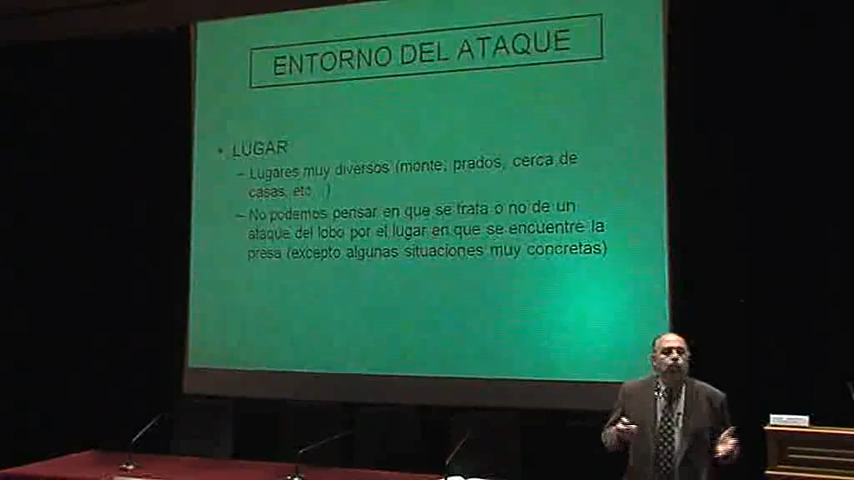 ENTORNO DEL ATAQUE
• LUGAR
– Lugares muy diversos (monte, prados, cerca de
casas, etc...)
– No podemos pensar en que se trata o no de un
ataque del lobo por el lugar en que se encuentre la
presa (excepto algunas situaciones muy concretas)